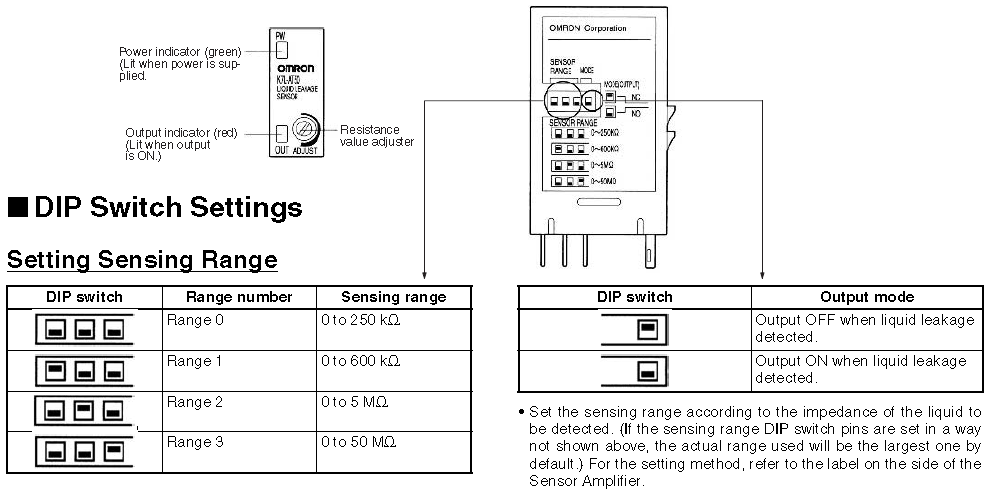 Power indicator (green)
(Lit when power is sup-
plied.
Output indicator (red)
(Lit when output
is ON.)
PW
OMRON
K7L-AT50
LIQUID LEAKAGE
SENSOR
OUT ADJUST
Resistance
value adjuster
OMRON Corporation
SENSOR
RANGE MODE
MODE(OUTPUT)
NC
NO
SENSOR RANGE
0~250KΩ
0~600KΩ
0~5MΩ
0~50MΩ
■ DIP Switch Settings
Setting Sensing Range
DIP switch Range number Sensing range
Range 0 0 to 250 kΩ
Range 1 0 to 600 kΩ
Range 2 0 to 5 MΩ
Range 3 0 to 50 MΩ
DIP switch Output mode
Output OFF when liquid leakage
detected.
Output ON when liquid leakage
detected.
• Set the sensing range according to the impedance of the liquid to
be detected. (If the sensing range DIP switch pins are set in a way
not shown above, the actual range used will be the largest one by
default.) For the setting method, refer to the label on the side of the
Sensor Amplifier.